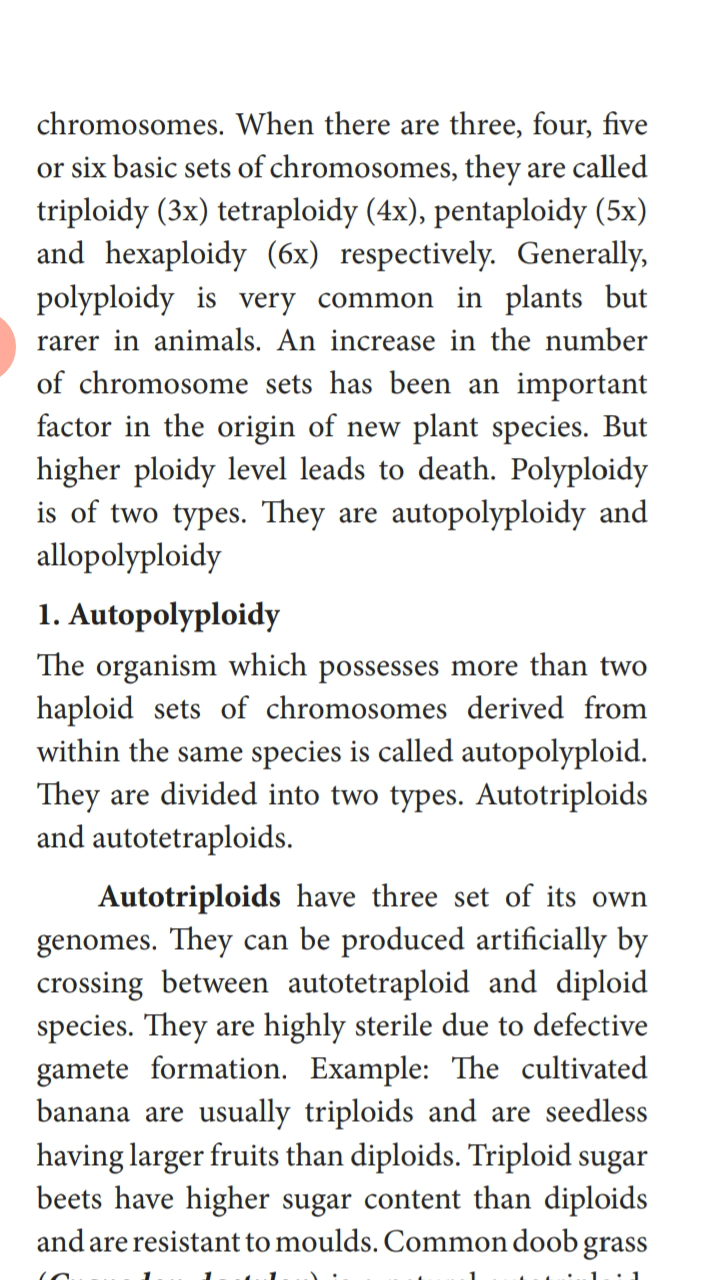 chromosomes. When there are three, four, five
or six basic sets of chromosomes, they are called
triploidy (3x) tetraploidy (4x), pentaploidy (5x)
and hexaploidy (6x) respectively. Generally,
polyploidy is very common in plants but
rarer in animals. An increase in the number
of chromosome sets has been an important
factor in the origin of new plant species. But
higher ploidy level leads to death. Polyploidy
is of two types. They are autopolyploidy and
allopolyploidy
1. Autopolyploidy
The organism which possesses more than two
haploid sets of chromosomes derived from
within the same species is called autopolyploid.
They are divided into two types. Autotriploids
and autotetraploids.
Autotriploids have three set of its own
genomes. They can be produced artificially by
crossing between autotetraploid and diploid
species. They are highly sterile due to defective
gamete formation. Example: The cultivated
banana are usually triploids and are seedless
having larger fruits than diploids. Triploid sugar
beets have higher sugar content than diploids
and are resistant to moulds. Common doob grass